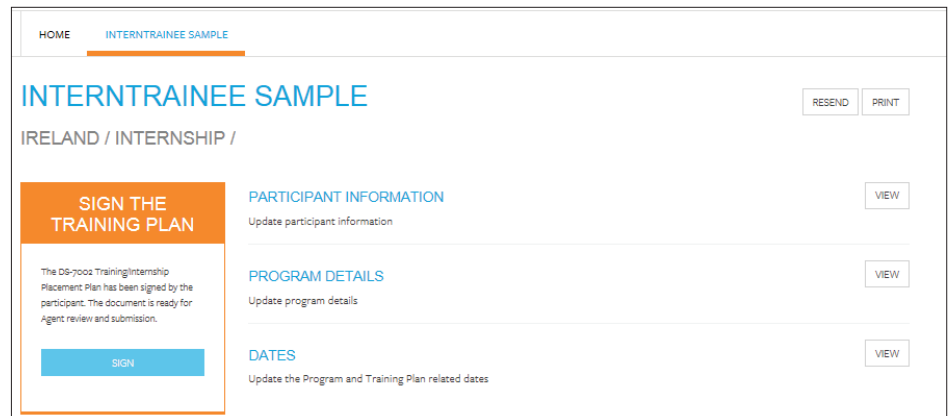 HOME INTERNTRAINEE SAMPLE
INTERNTRAINEE SAMPLE
RESEND PRINT
IRELAND / INTERNSHIP /
SIGN THE
TRAINING PLAN
The DS-7002 Training/Internship
Placement Plan has been signed by the
participant. The document is ready for
Agent review and submission.
SIGN
PARTICIPANT INFORMATION
VIEW
Update participant information
PROGRAM DETAILS
VIEW
Update program details
DATES
VIEW
Update the Program and Training Plan related dates